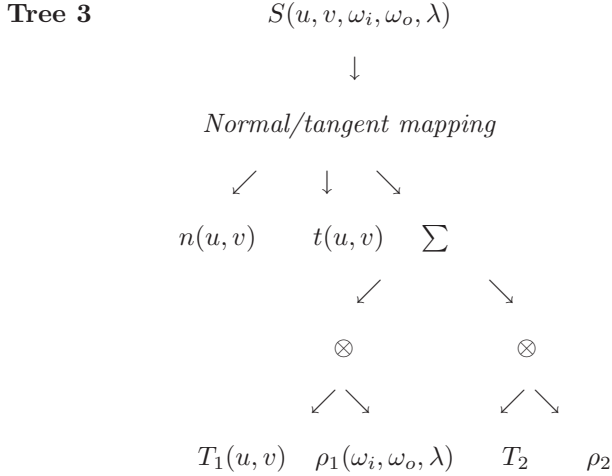 Tree 3 S(u, v, ω_i, ω_o, λ)
↓
Normal/tangent mapping
↙ ↓ ↘
n(u, v) t(u, v) ∑
↙ ↘
⊗ ⊗
↙ ↘ ↙ ↘
T_1(u, v) ρ_1(ω_i, ω_o, λ) T_2 ρ_2